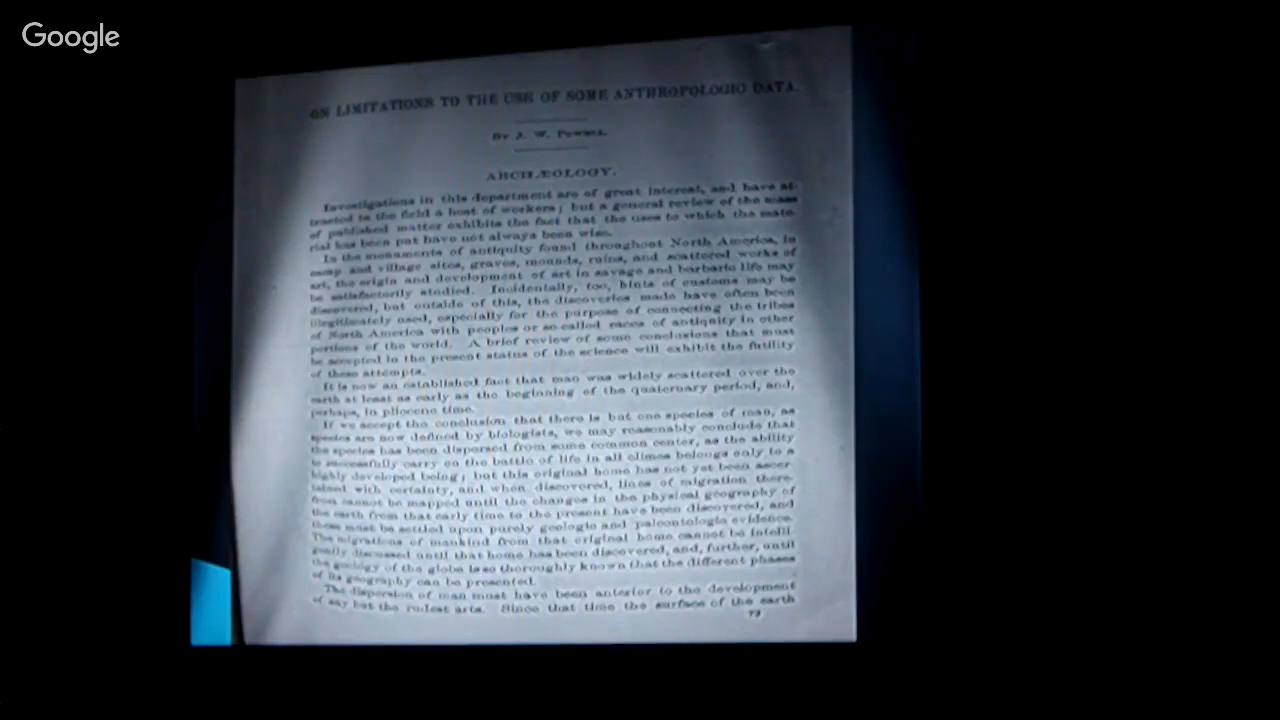 Google
ON LIMITATIONS TO THE USE OF SOME ANTHROPOLOGIC DATA.
By J. W. Powell.
ARCHÆOLOGY.
Investigations in this department are of great interest, and have at-
tracted to the field a host of workers; but a general review of the mass
of published matter exhibits the fact that the uses to which the mate-
rial has been put have not always been wise.
In the monuments of antiquity found throughout North America, in
camp and village sites, graves, mounds, ruins, and scattered works of
art, the origin and development of art in savage and barbaric life may
be satisfactorily studied. Incidentally, too, hints of customs may be
discovered, but outside of this, the discoveries made have often been
illegitimately used, especially for the purpose of connecting the tribes
of North America with peoples or so-called races of antiquity in other
portions of the world. A brief review of some conclusions that must
be accepted in the present status of the science will exhibit the futility
of these attempts.
It is now an established fact that man was widely scattered over the
earth at least as early as the beginning of the quaternary period, and,
perhaps, in pliocene time.
If we accept the conclusion that there is but one species of man, as
species are now defined by biologists, we may reasonably conclude that
the species has been dispersed from some common center, as the ability
to successfully carry on the battle of life in all climes belongs only to a
highly developed being; but this original home has not yet been ascer-
tained with certainty, and when discovered, lines of migration there-
from cannot be mapped until the changes in the physical geography of
the earth from that early time to the present have been discovered, and
these must be settled upon purely geologic and paleontologic evidence.
The migrations of mankind from that original home cannot be intelli-
gently discussed until that home has been discovered, and, further, until
the geology of the globe is so thoroughly known that the different phases
of its geography can be presented.
The dispersion of man must have been anterior to the development
of any but the rudest arts. Since that time the surface of the earth
73